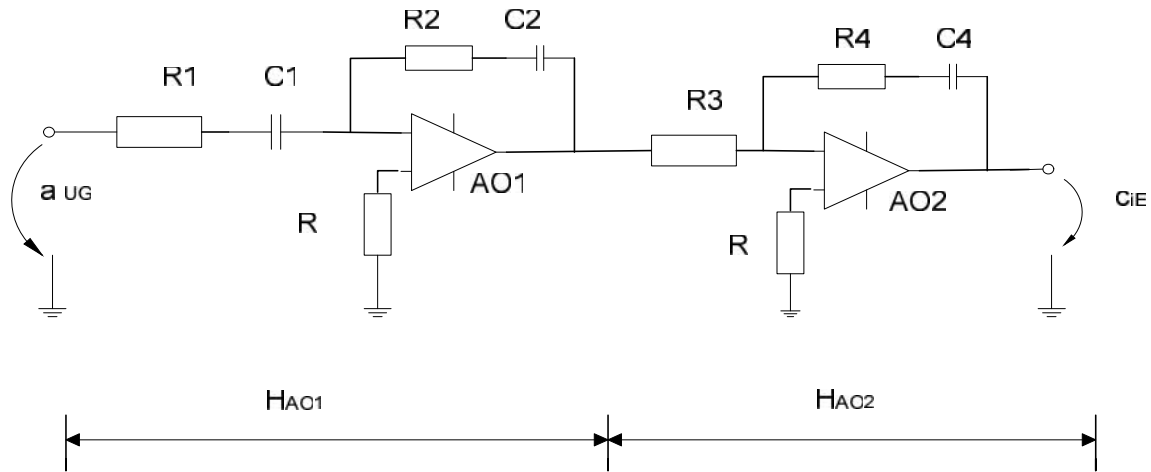 R2 C2
R4 C4
R1 C1
R3
a UG
AO1
R
AO2
R
CiE
HAO1
HAO2